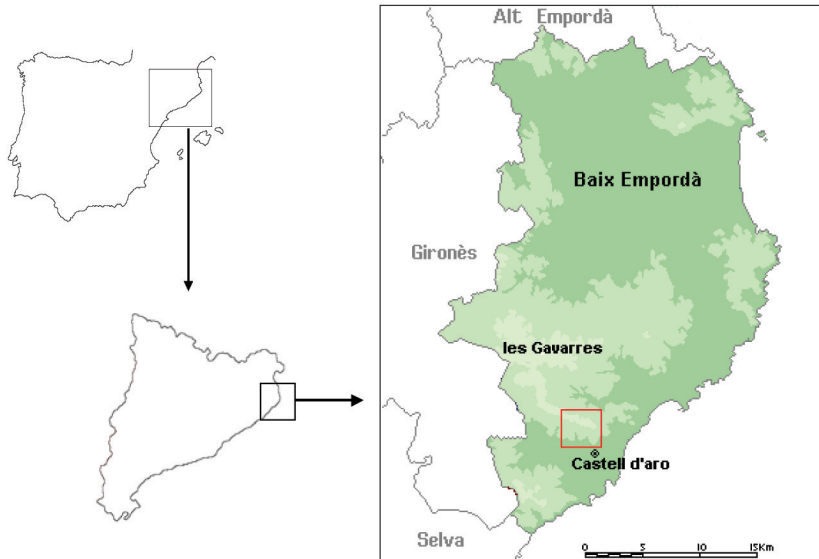 Alt Empordà
Baix Empordà
Gironès
les Gavarres
Castell d'aro
Selva
0 5 10 15Km